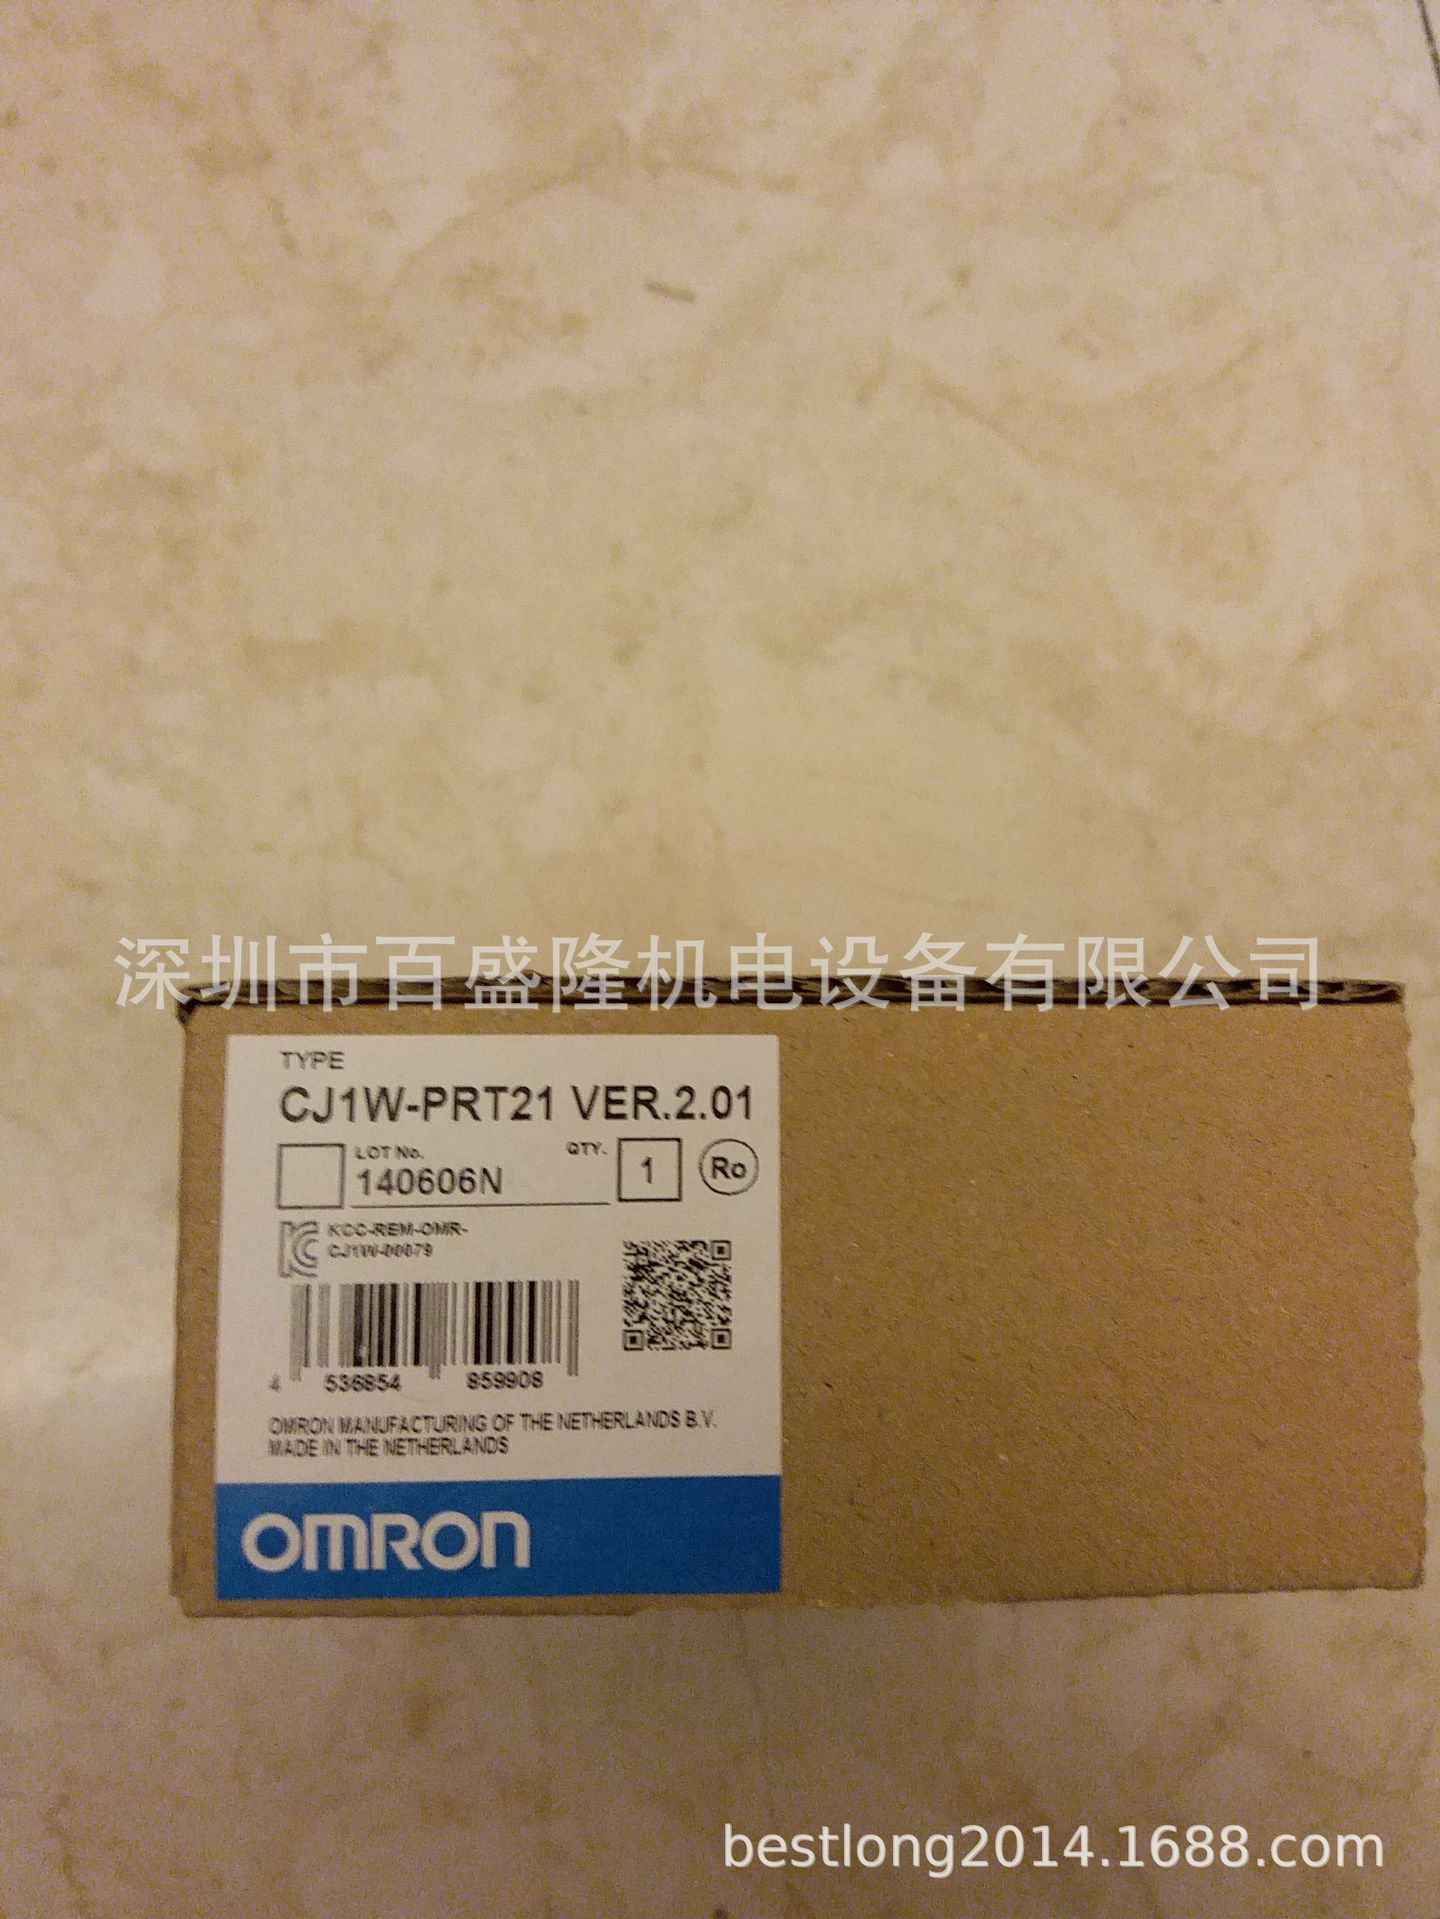 深圳市百盛隆机电设备有限公司
TYPE
CJ1W-PRT21 VER.2.01
LOT No.
140606N
QTY.
1
Ro
KCC-REM-OMR-
CJ1W-00079
4 536854 859908
OMRON MANUFACTURING OF THE NETHERLANDS B.V.
MADE IN THE NETHERLANDS
OMRON
bestlong2014.1688.com